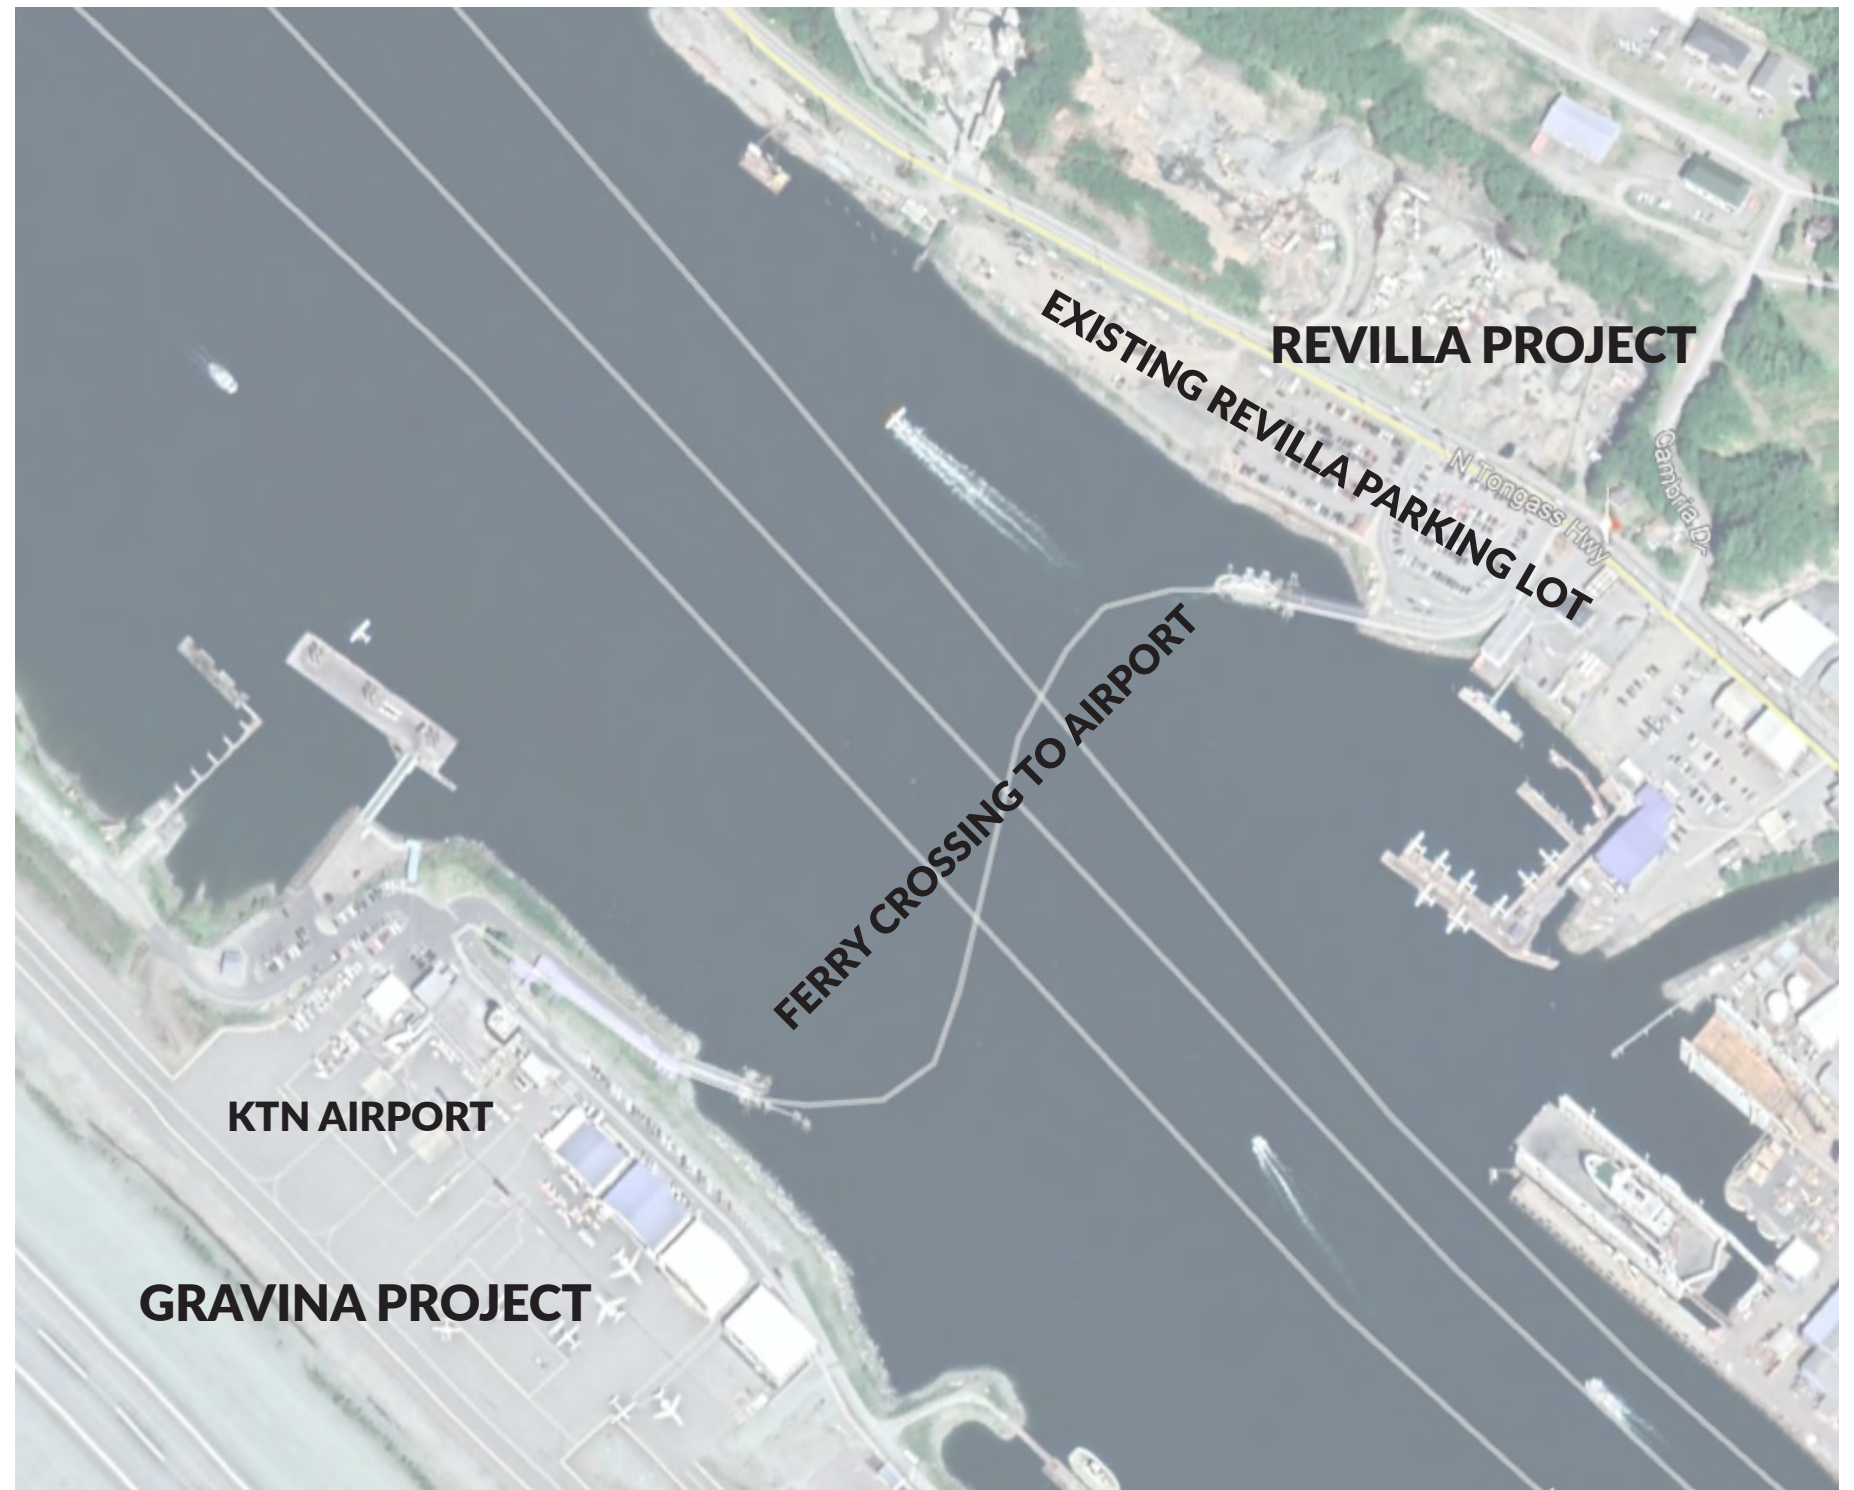 REVILLA PROJECT
EXISTING REVILLA PARKING LOT
N Tongass Hwy
Cambria Dr
FERRY CROSSING TO AIRPORT
KTN AIRPORT
GRAVINA PROJECT